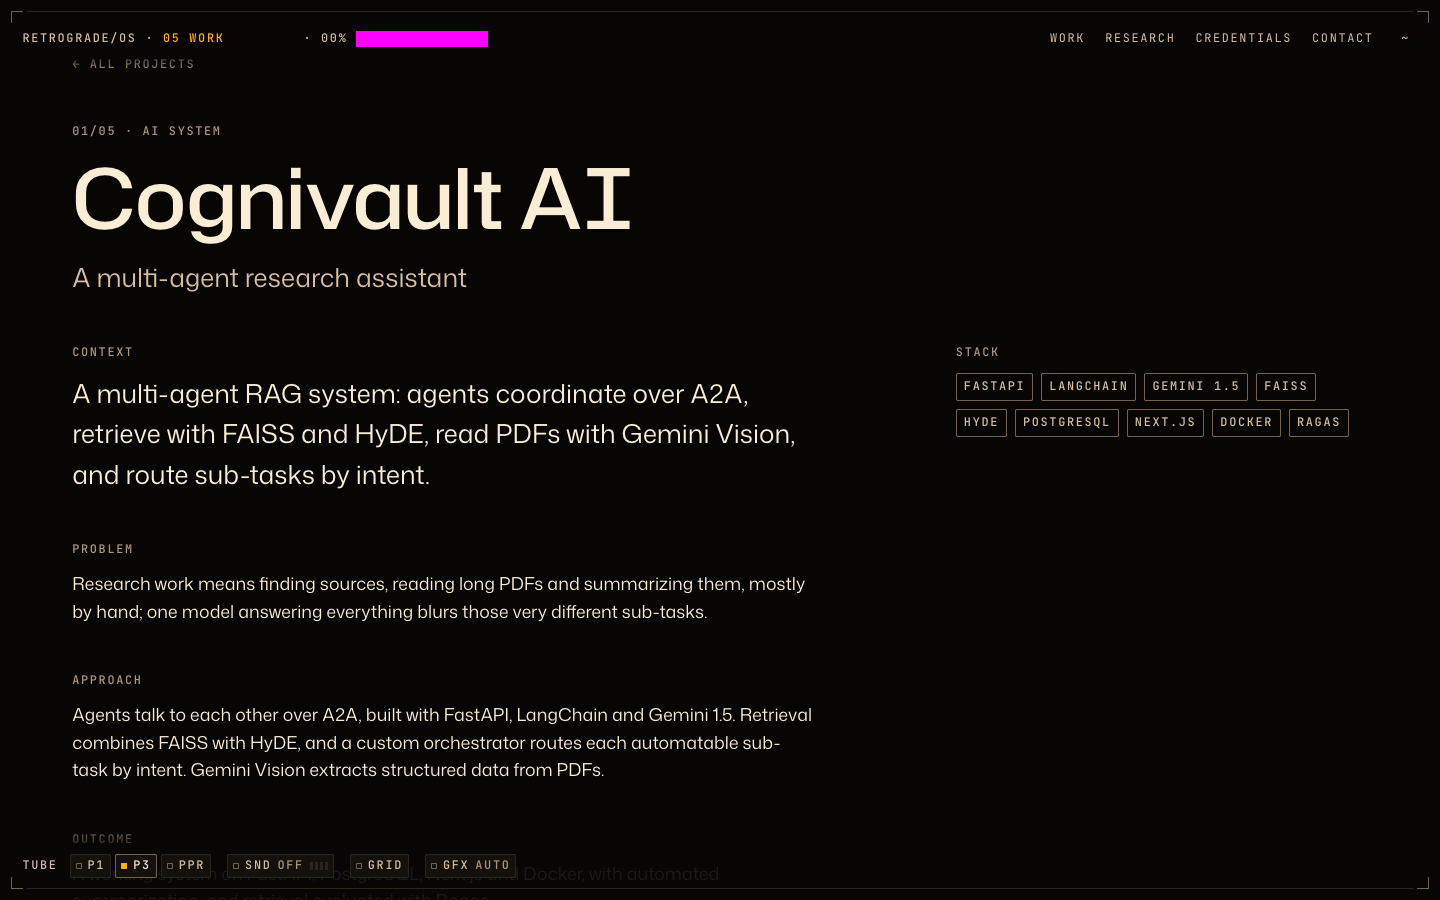 RETROGRADE/OS · 05 WORK · 00%
WORK RESEARCH CREDENTIALS CONTACT ~
← ALL PROJECTS
01/05 · AI SYSTEM
Cognivault AI
A multi-agent research assistant
CONTEXT
A multi-agent RAG system: agents coordinate over A2A,
retrieve with FAISS and HyDE, read PDFs with Gemini Vision,
and route sub-tasks by intent.
STACK
FASTAPI LANGCHAIN GEMINI 1.5 FAISS
HYDE POSTGRESQL NEXT.JS DOCKER RAGAS
PROBLEM
Research work means finding sources, reading long PDFs and summarizing them, mostly
by hand; one model answering everything blurs those very different sub-tasks.
APPROACH
Agents talk to each other over A2A, built with FastAPI, LangChain and Gemini 1.5. Retrieval
combines FAISS with HyDE, and a custom orchestrator routes each automatable sub-
task by intent. Gemini Vision extracts structured data from PDFs.
OUTCOME
TUBE P1 P3 PPR SND OFF GRID GFX AUTO
Docker, with automated